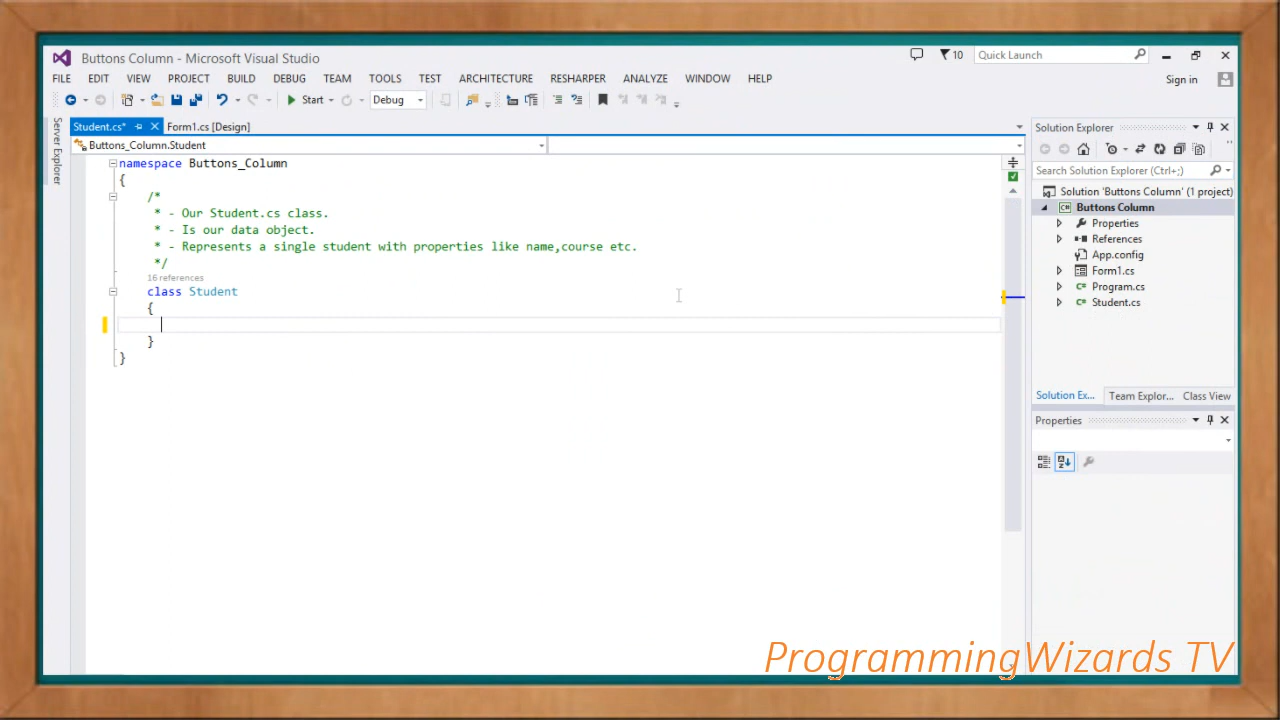 Buttons Column - Microsoft Visual Studio
10
Quick Launch
FILE EDIT VIEW PROJECT BUILD DEBUG TEAM TOOLS TEST ARCHITECTURE RESHARPER ANALYZE WINDOW HELP
Sign in
Start
Debug
Server Explorer
Student.cs*
Form1.cs [Design]
Buttons_Column.Student
namespace Buttons_Column
{
/*
* - Our Student.cs class.
* - Is our data object.
* - Represents a single student with properties like name,course etc.
*/
16 references
class Student
{
}
}
Solution Explorer
Search Solution Explorer (Ctrl+;)
Solution 'Buttons Column' (1 project)
C# Buttons Column
Properties
References
App.config
Form1.cs
C# Program.cs
C# Student.cs
Solution Ex... Team Explor... Class View
Properties
ProgrammingWizards TV